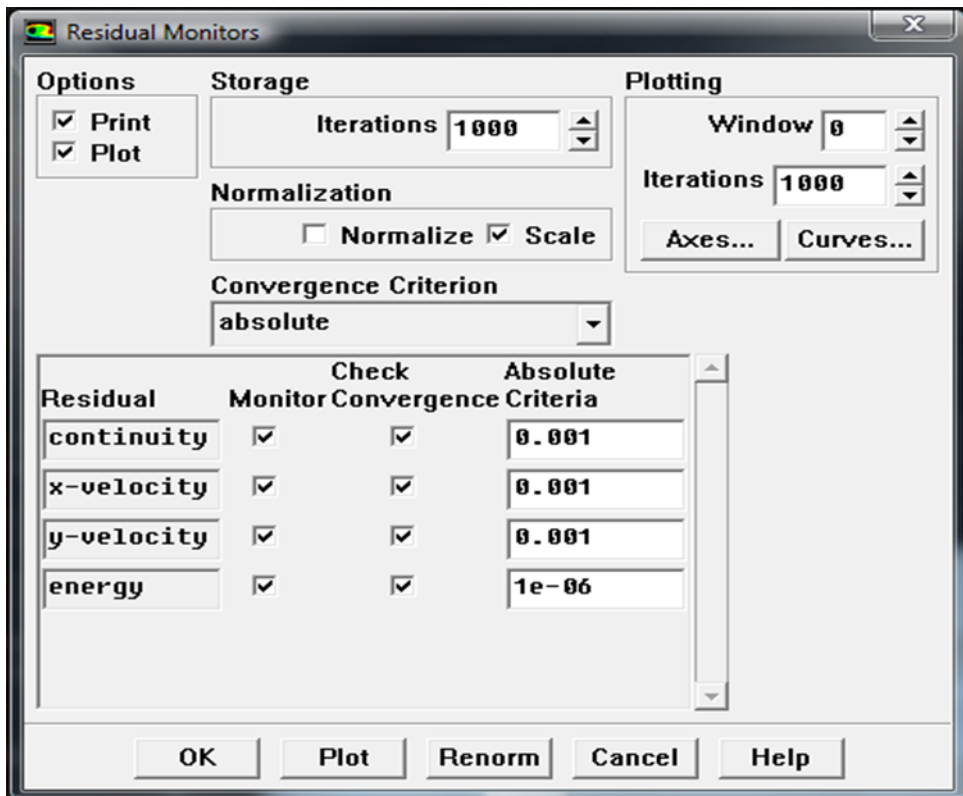 Residual Monitors
Options
Print
Plot
Storage
Iterations 1000
Normalization
Normalize Scale
Convergence Criterion
absolute
Plotting
Window 0
Iterations 1000
Axes... Curves...
Check Absolute
Residual Monitor Convergence Criteria
continuity 0.001
x-velocity 0.001
y-velocity 0.001
energy 1e-06
OK Plot Renorm Cancel Help